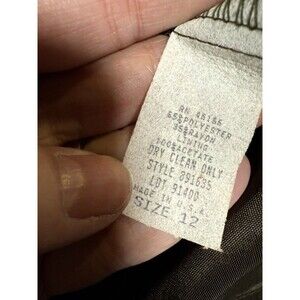 RN 46155
65%POLYESTER
35%RAYON
LINING
100%ACETATE
DRY CLEAN ONLY
STYLE 091635
LOT 91400
MADE IN U.S.A.
SIZE 12